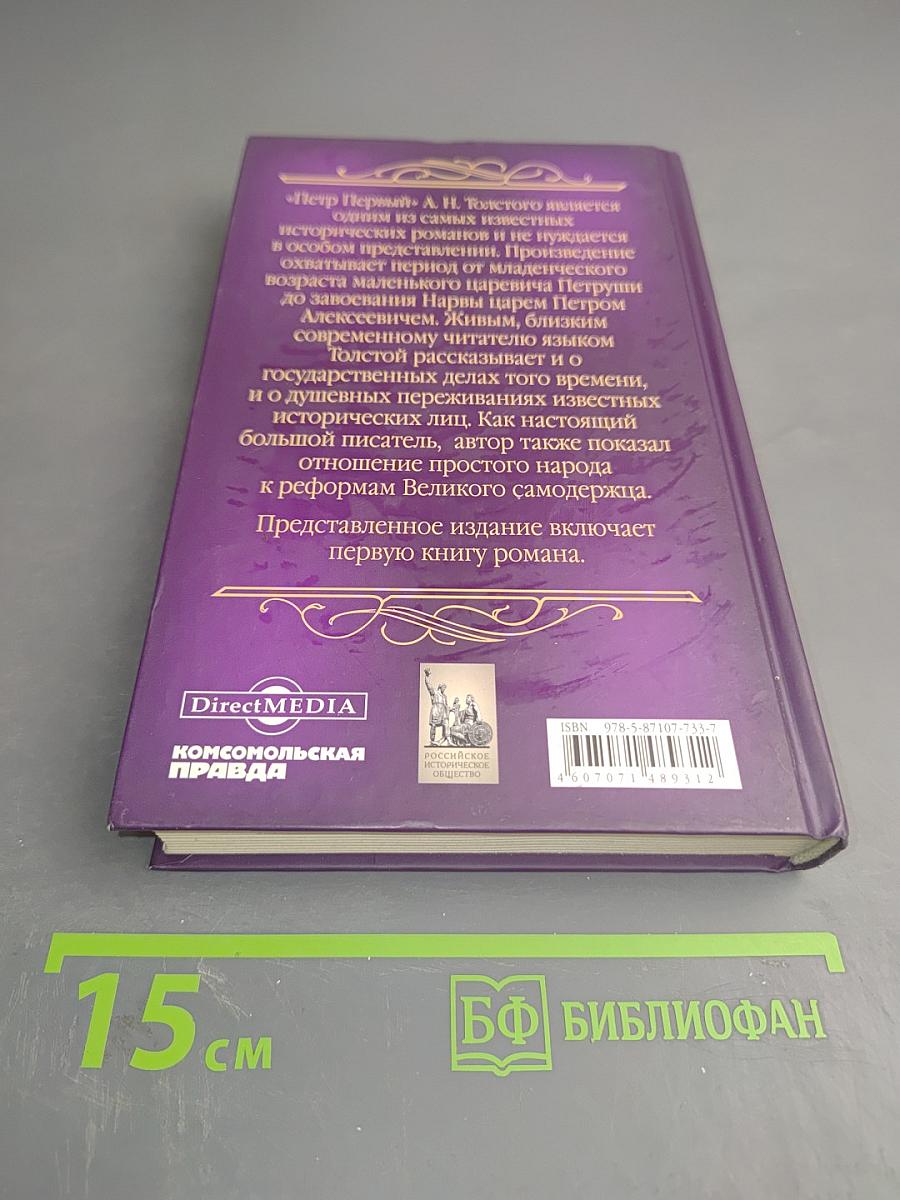 «Петр Первый» А. Н. Толстого является
одним из самых известных
исторических романов и не нуждается
в особом представлении. Произведение
охватывает период от младенческого
возраста маленького царевича Петруши
до завоевания Нарвы царем Петром
Алексеевичем. Живым, близким
современному читателю языком
Толстой рассказывает и о
государственных делах того времени,
и о душевных переживаниях известных
исторических лиц. Как настоящий
большой писатель, автор также показал
отношение простого народа
к реформам Великого самодержца.
Представленное издание включает
первую книгу романа.
DirectMEDIA
КОМСОМОЛЬСКАЯ
ПРАВДА
РОССИЙСКОЕ
ИСТОРИЧЕСКОЕ
ОБЩЕСТВО
ISBN 978-5-87107-733-7
4607071489312
15 см
БФ БИБЛИОФАН